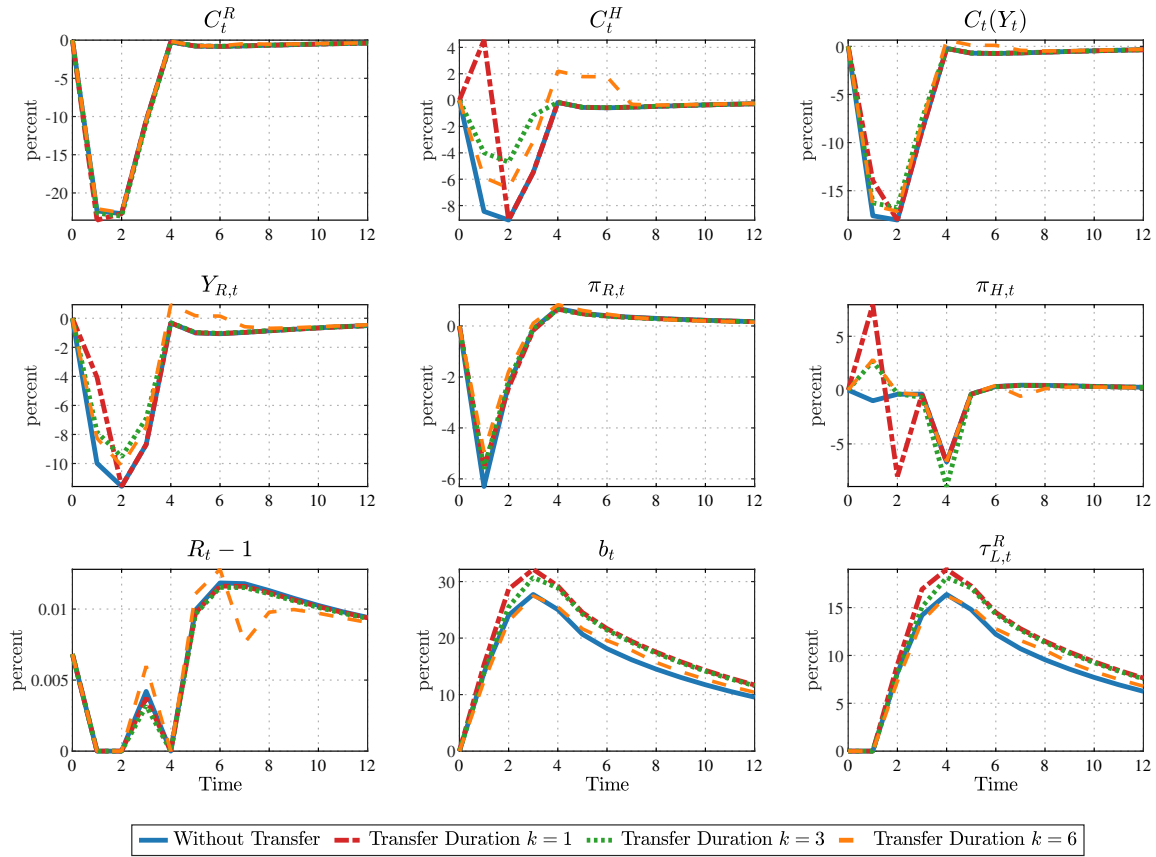 C_t^R C_t^H C_t(Y_t)
percent percent percent
0 -5 -10 -15 -20
4 2 0 -2 -4 -6 -8
0 -5 -10 -15
0 2 4 6 8 10 12
0 2 4 6 8 10 12
0 2 4 6 8 10 12
Y_{R,t} π_{R,t} π_{H,t}
percent percent percent
0 -2 -4 -6 -8 -10
0 -2 -4 -6
5 0 -5
0 2 4 6 8 10 12
0 2 4 6 8 10 12
0 2 4 6 8 10 12
R_t − 1 b_t τ_{L,t}^R
percent percent percent
0.01 0.005 0
30 20 10 0
15 10 5 0
0 2 4 6 8 10 12
0 2 4 6 8 10 12
0 2 4 6 8 10 12
Time Time Time
Without Transfer Transfer Duration k = 1 Transfer Duration k = 3 Transfer Duration k = 6